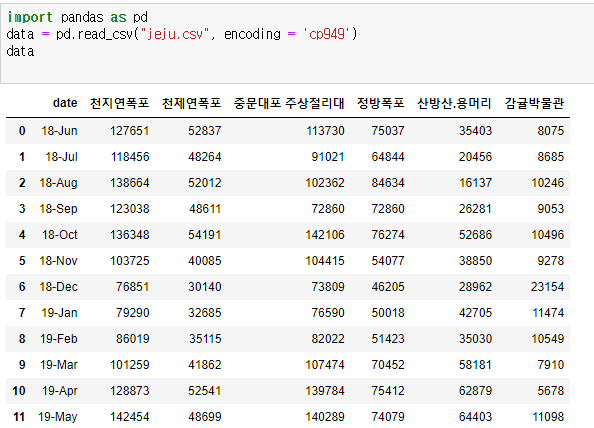 import pandas as pd
data = pd.read_csv("jeju.csv", encoding = 'cp949')
data
date 천지연폭포 천제연폭포 중문대포 주상절리대 정방폭포 산방산.용머리 감귤박물관
0 18-Jun 127651 52837 113730 75037 35403 8075
1 18-Jul 118456 48264 91021 64844 20456 8685
2 18-Aug 138664 52012 102362 84634 16137 10246
3 18-Sep 123038 48611 72860 72860 26281 9053
4 18-Oct 136348 54191 142106 76274 52686 10496
5 18-Nov 103725 40085 104415 54077 38850 9278
6 18-Dec 76851 30140 73809 46205 28962 23154
7 19-Jan 79290 32685 76590 50018 42705 11474
8 19-Feb 86019 35115 82022 51423 35030 10549
9 19-Mar 101259 41862 107474 70452 58181 7910
10 19-Apr 128873 52541 139784 75412 62879 5678
11 19-May 142454 48699 140289 74079 64403 11098